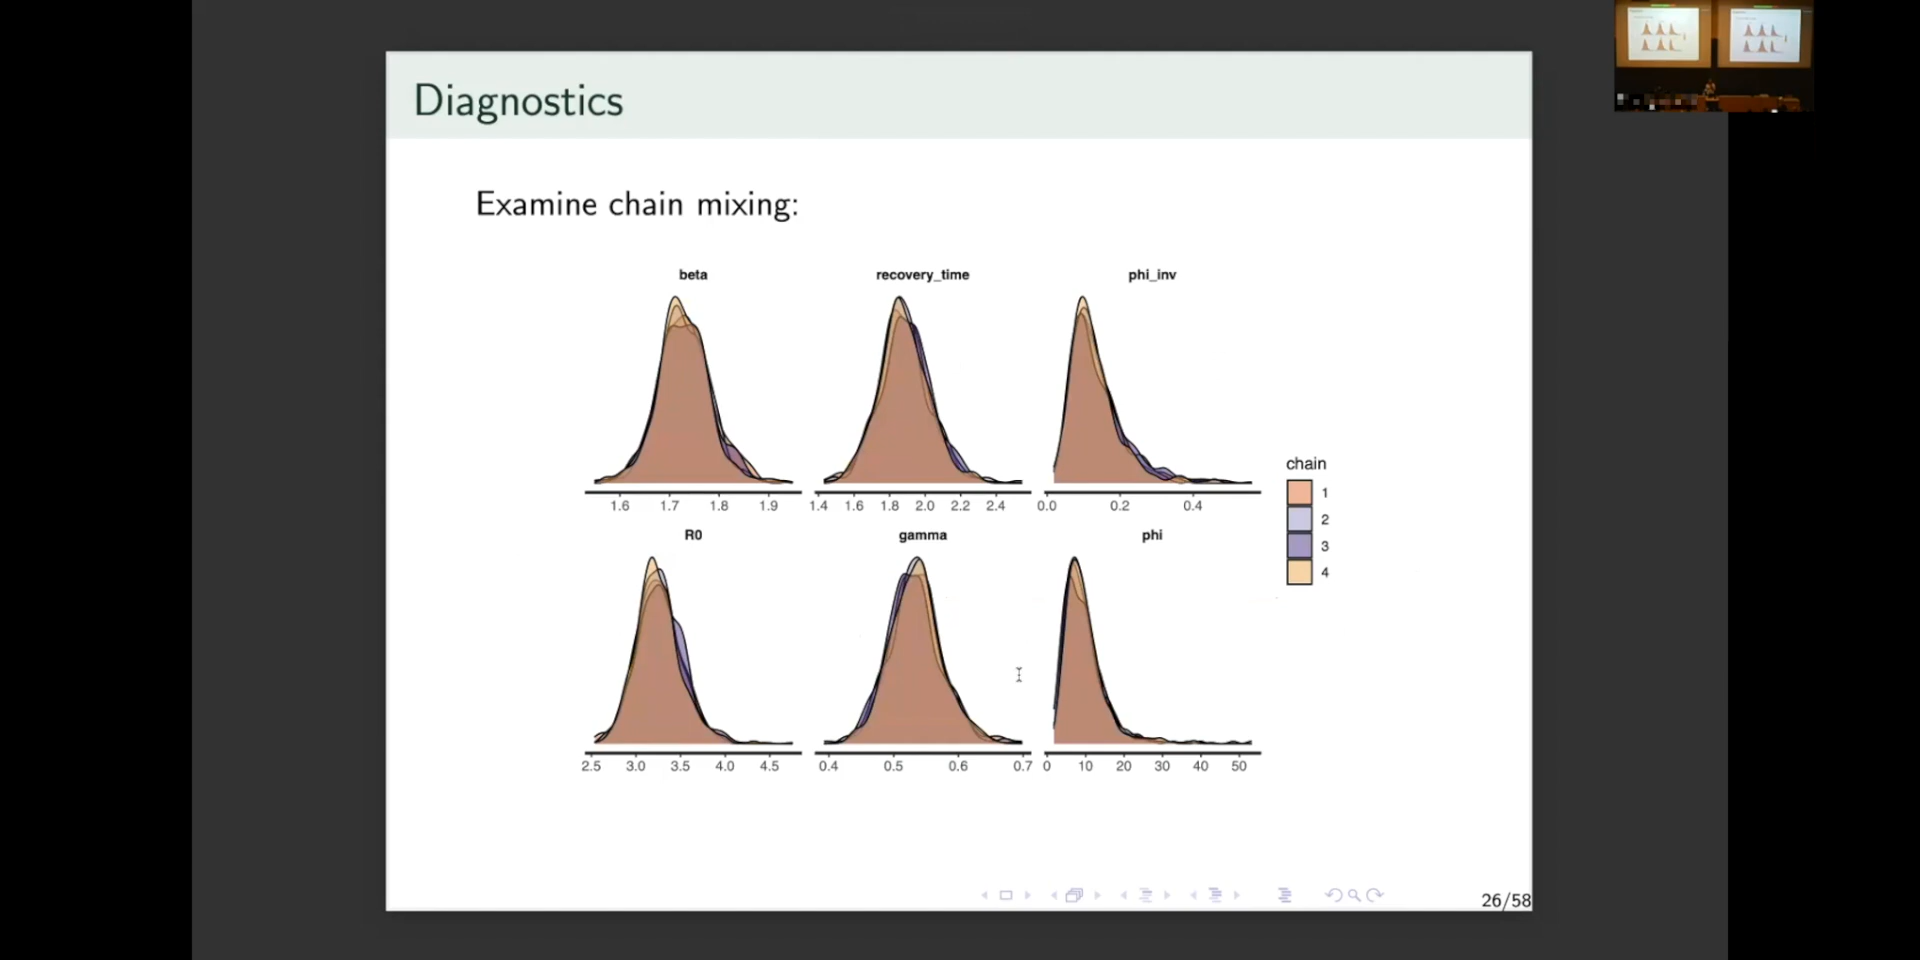 Diagnostics
Examine chain mixing:
beta recovery_time phi_inv
1.6 1.7 1.8 1.9 1.4 1.6 1.8 2.0 2.2 2.4 0.0 0.2 0.4
R0 gamma phi
2.5 3.0 3.5 4.0 4.5 0.4 0.5 0.6 0.7 0 10 20 30 40 50
chain
1
2
3
4
26/58